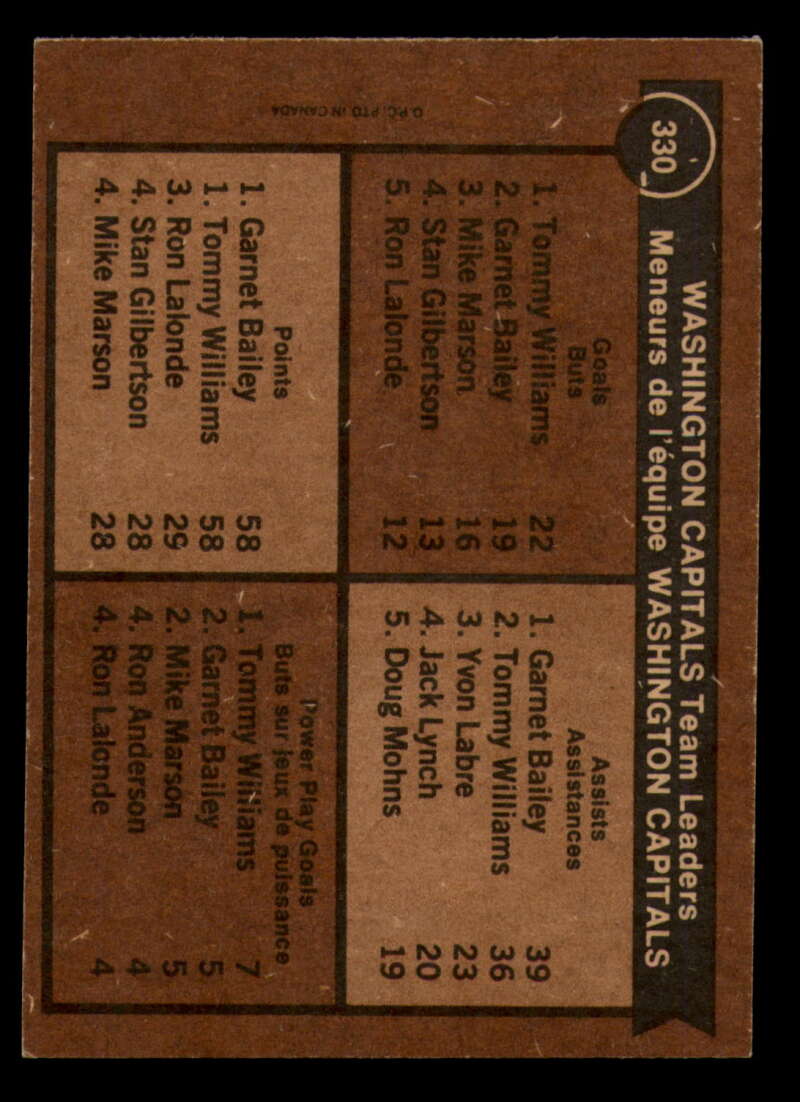 330
WASHINGTON CAPITALS Team Leaders
Meneurs de l'équipe WASHINGTON CAPITALS
Goals
Buts
1. Tommy Williams 22
2. Garnet Bailey 19
3. Mike Marson 16
4. Stan Gilbertson 13
5. Ron Lalonde 12
Assists
Assistances
1. Garnet Bailey 39
2. Tommy Williams 36
3. Yvon Labre 23
4. Jack Lynch 20
5. Doug Mohns 19
Points
1. Garnet Bailey 58
1. Tommy Williams 58
3. Ron Lalonde 29
4. Stan Gilbertson 28
4. Mike Marson 28
Power Play Goals
Buts sur jeux de puissance
1. Tommy Williams 7
2. Garnet Bailey 5
2. Mike Marson 5
4. Ron Anderson 4
4. Ron Lalonde 4
O.P.C. PTD IN CANADA